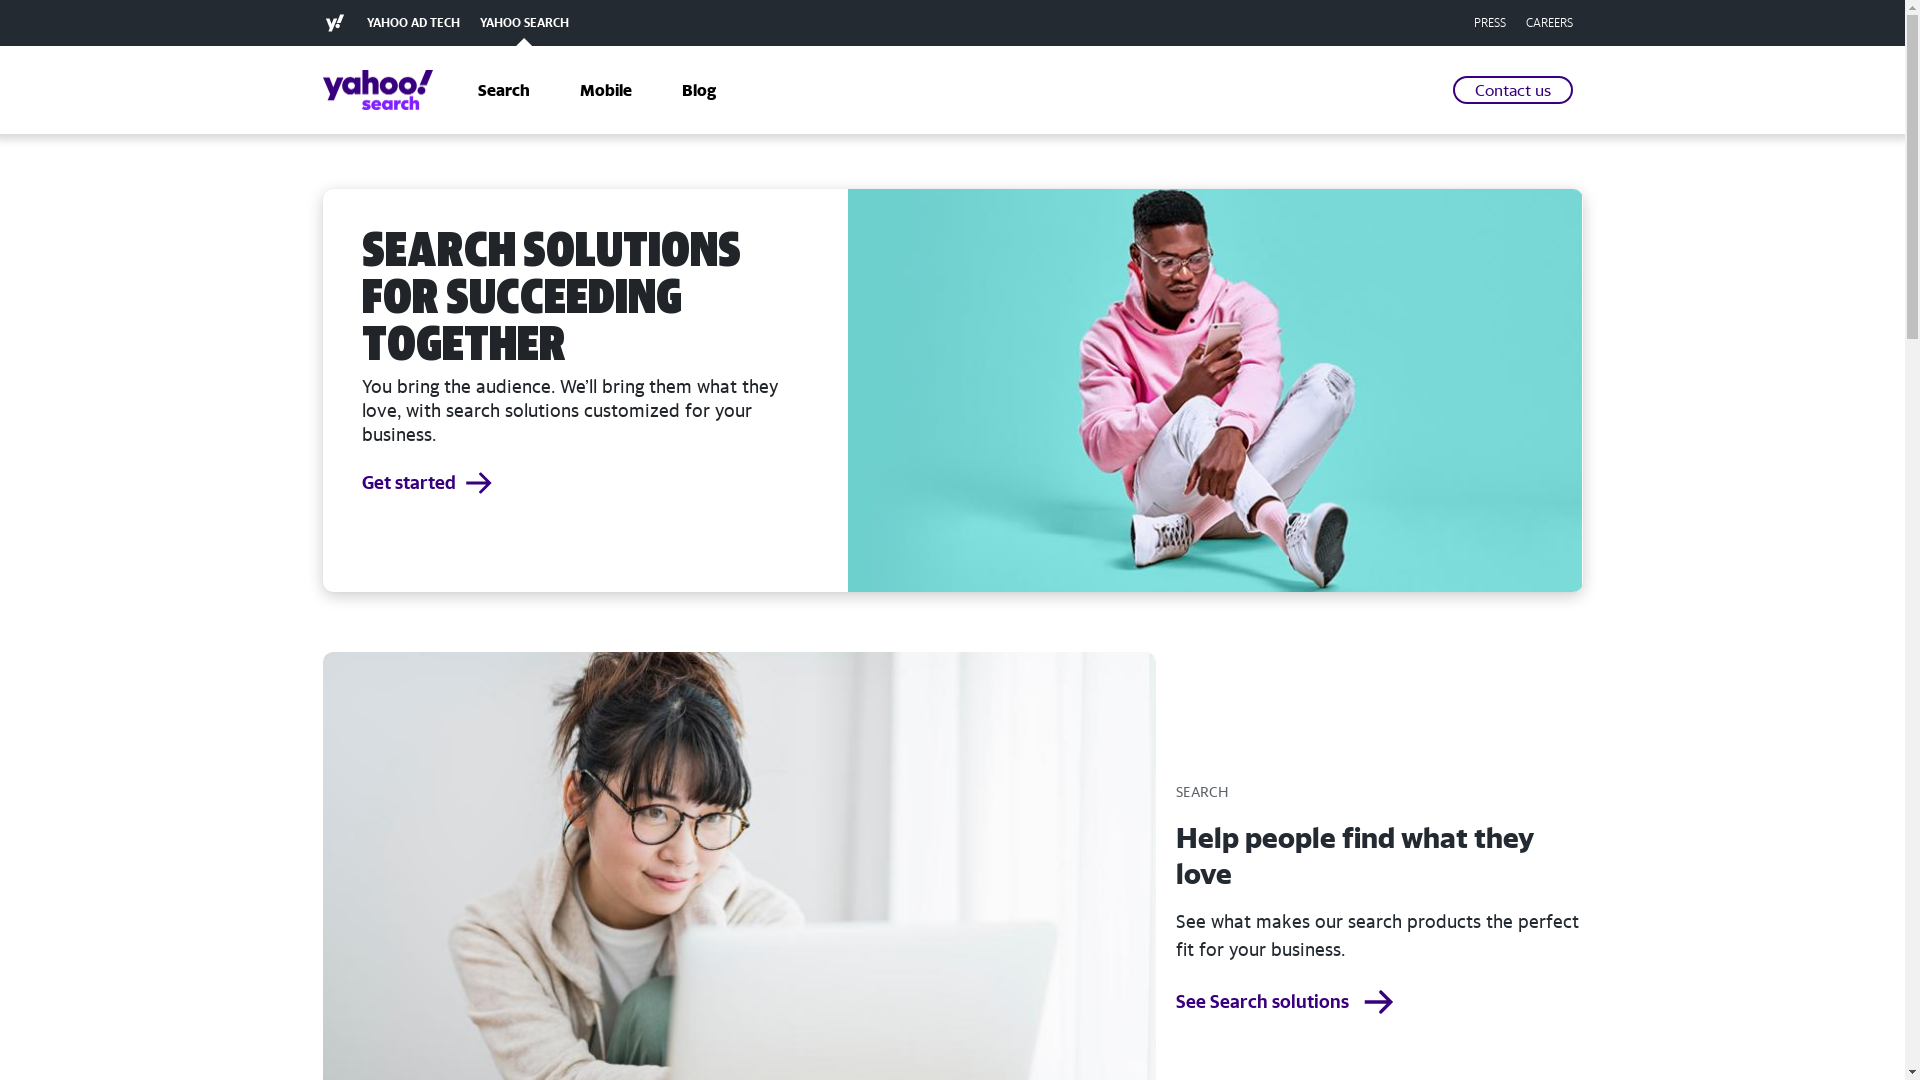 y!
YAHOO AD TECH
YAHOO SEARCH
PRESS
CAREERS
yahoo!
search
Search
Mobile
Blog
Contact us
SEARCH SOLUTIONS
FOR SUCCEEDING
TOGETHER
You bring the audience. We’ll bring them what they
love, with search solutions customized for your
business.
Get started
SEARCH
Help people find what they
love
See what makes our search products the perfect
fit for your business.
See Search solutions